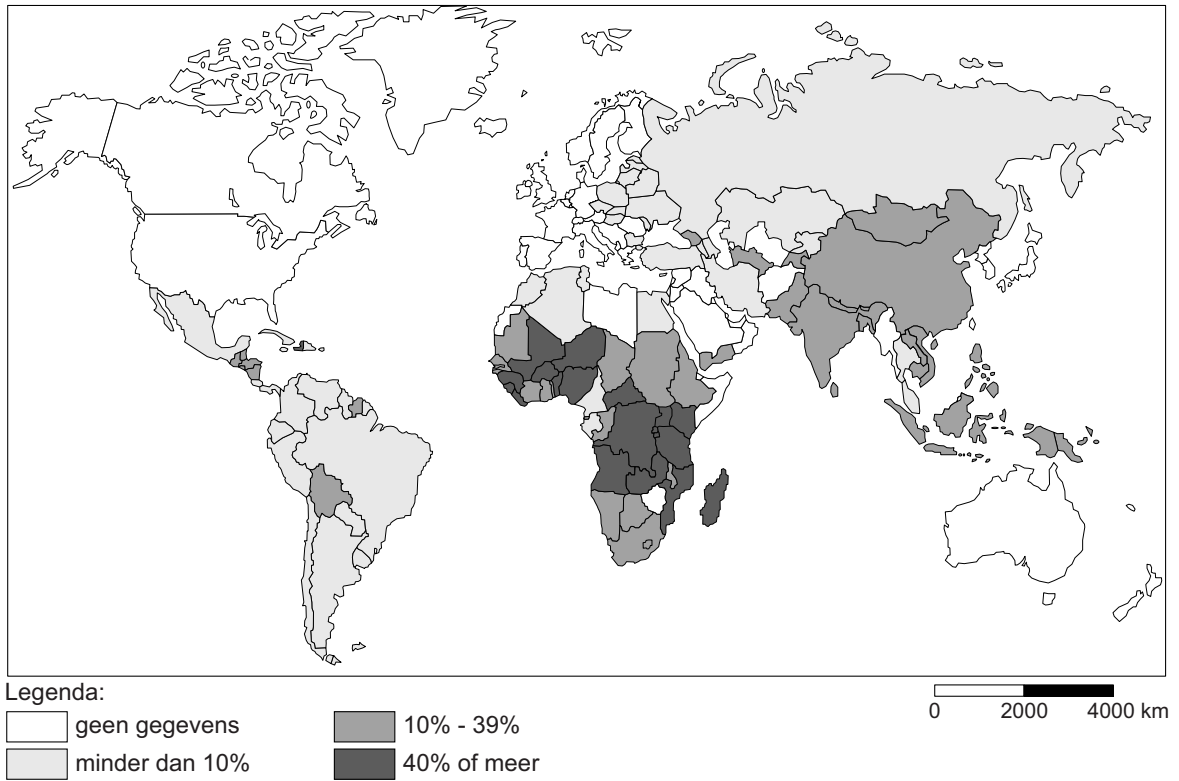 Legenda:
geen gegevens
minder dan 10%
10% - 39%
40% of meer
0 2000 4000 km